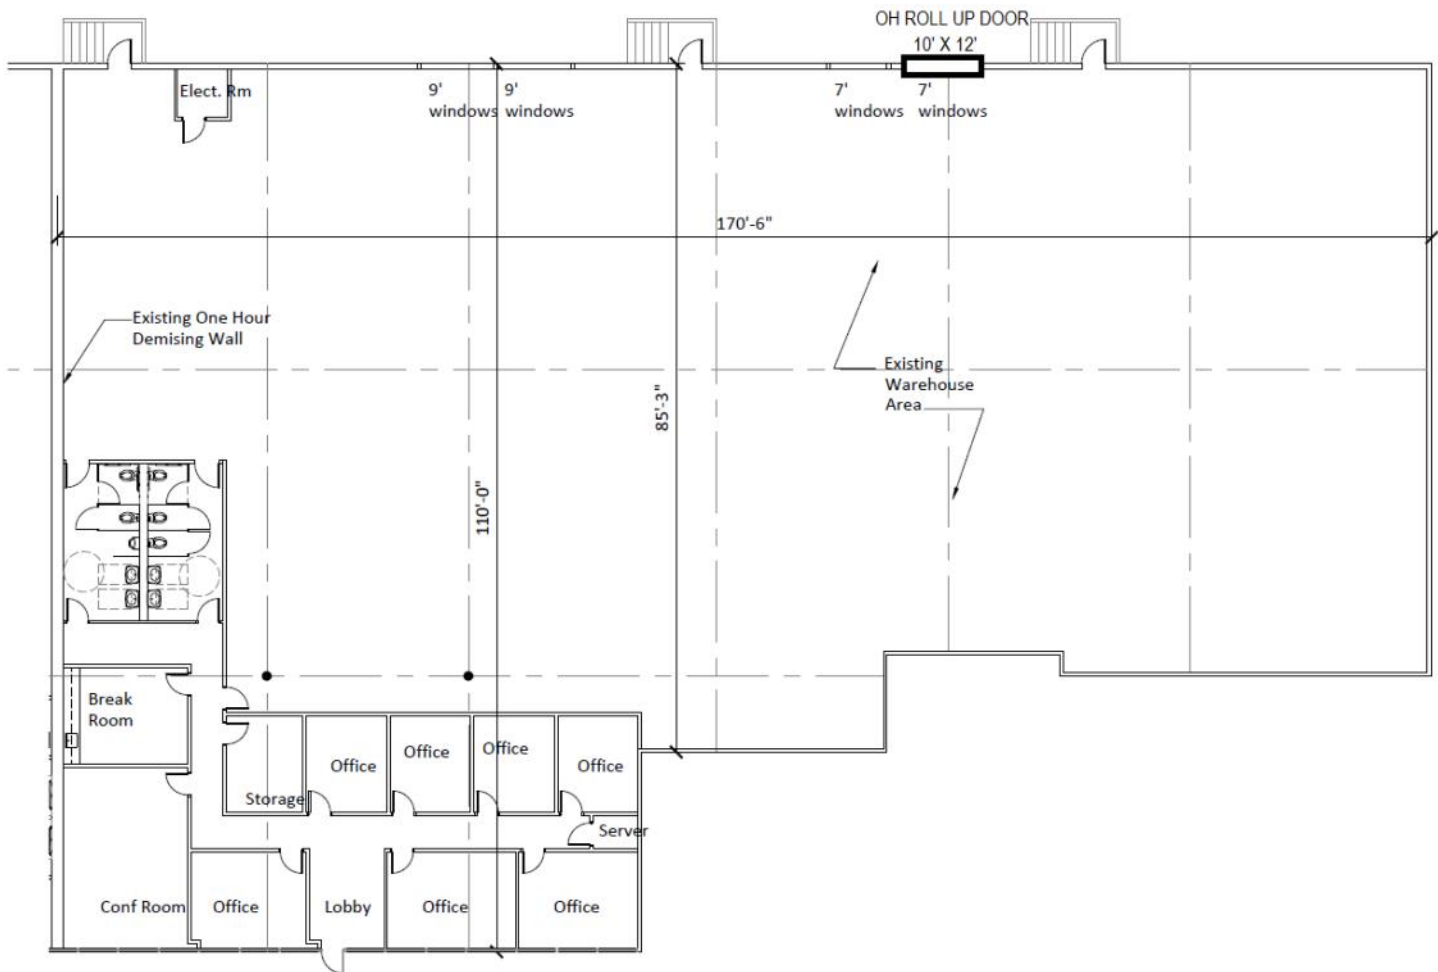 OH ROLL UP DOOR
10' X 12'
Elect. Rm
9'
windows
9'
windows
7'
windows
7'
windows
170'-6"
Existing One Hour
Demising Wall
Existing
Warehouse
Area
85'-3"
110'-0"
Break
Room
Storage
Office
Office
Office
Office
Server
Conf Room
Office
Lobby
Office
Office